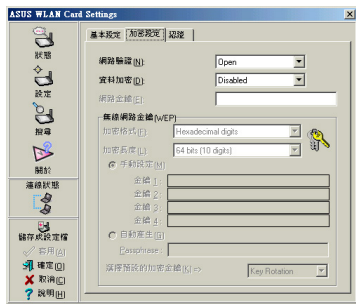 ASUS WLAN Card Settings
狀態
設定
搜尋
關於
連線狀態
儲存成設定檔
套用(A)
確定(O)
取消(C)
說明(H)
基本設定 加密設定 認證
網路驗證(N): Open
資料加密(D): Disabled
網路金鑰(E)
無線網路金鑰(WEP)
加密格式(F) Hexadecimal digits
加密長度(L) 64 bits (10 digits)
手動設定(M)
金鑰 1:
金鑰 2:
金鑰 3:
金鑰 4:
自動產生(G)
Passphrase:
選擇預設的加密金鑰(K) => Key Rotation